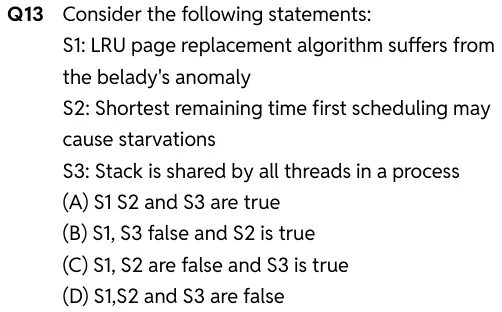 Q13 Consider the following statements:
S1: LRU page replacement algorithm suffers from
the belady's anomaly
S2: Shortest remaining time first scheduling may
cause starvations
S3: Stack is shared by all threads in a process
(A) S1 S2 and S3 are true
(B) S1, S3 false and S2 is true
(C) S1, S2 are false and S3 is true
(D) S1,S2 and S3 are false